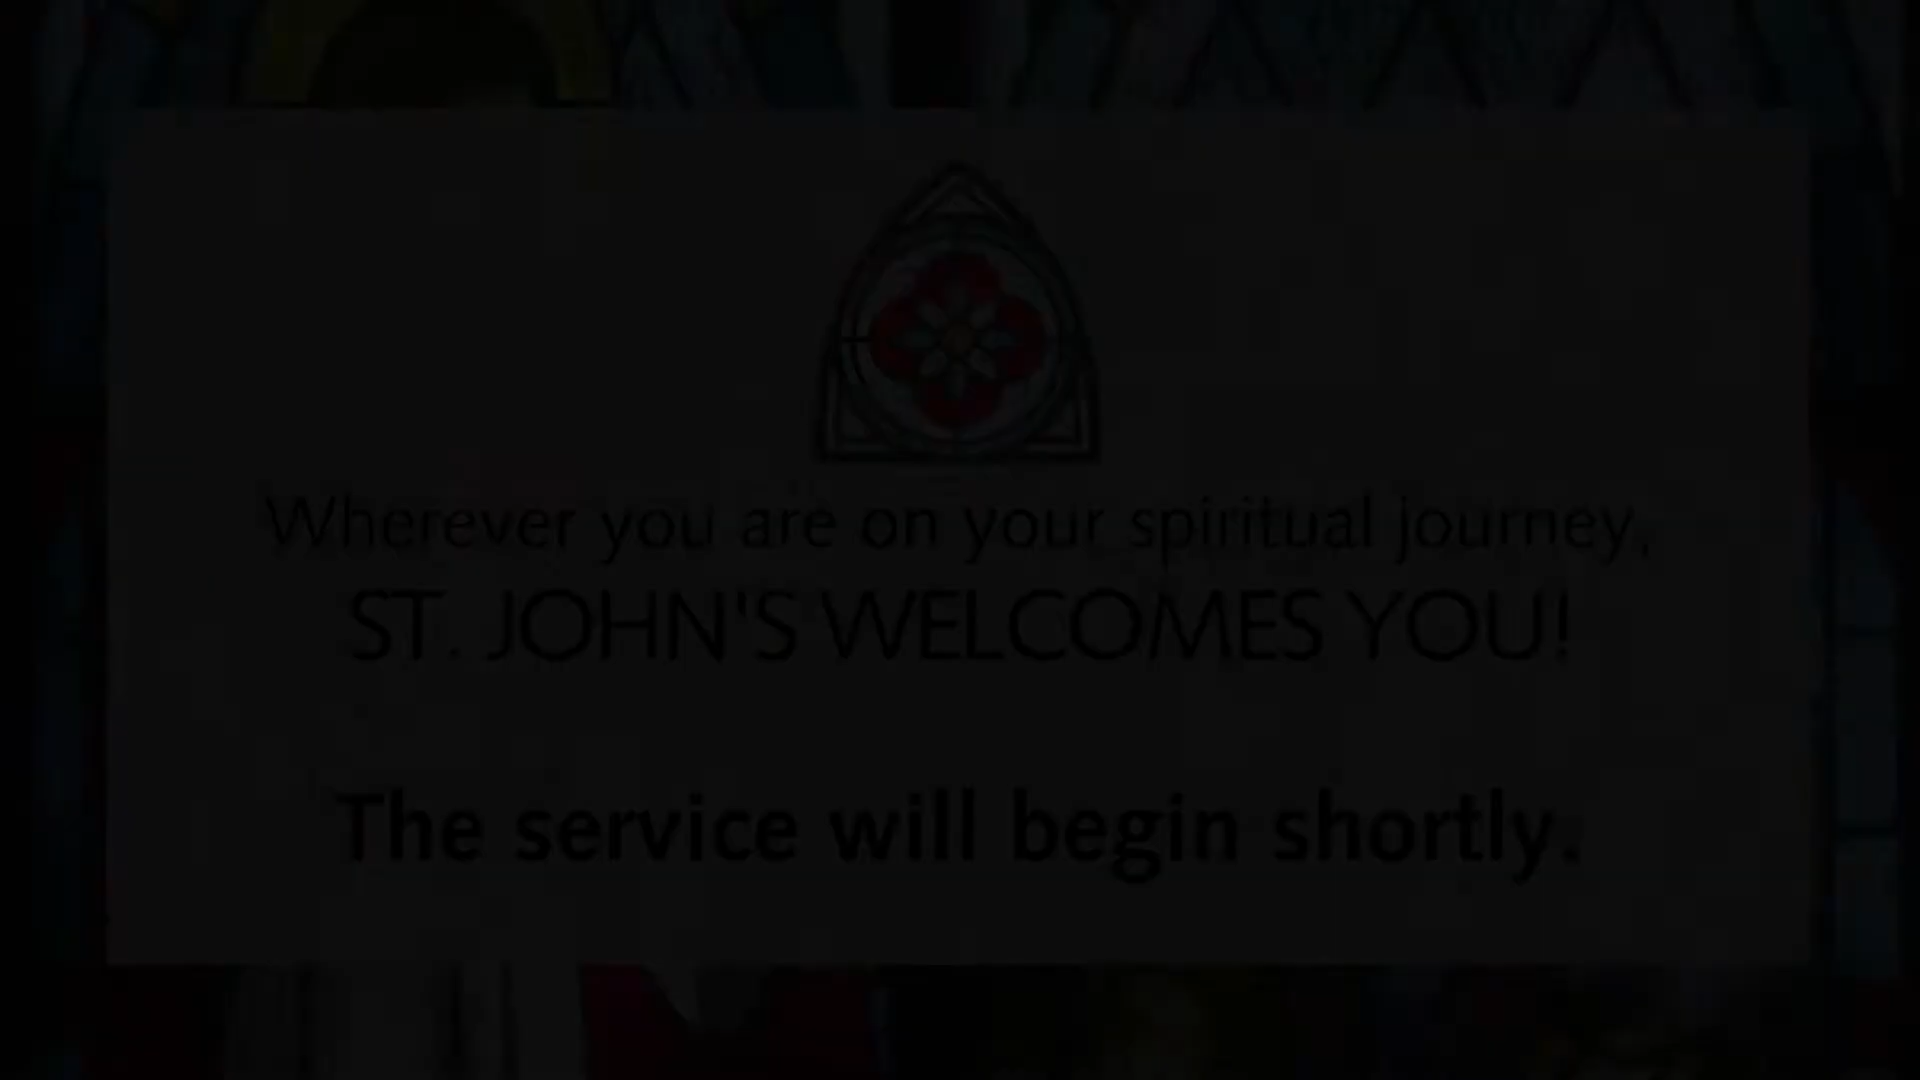 Wherever you are on your spiritual journey,
ST. JOHN'S WELCOMES YOU!
The service will begin shortly.